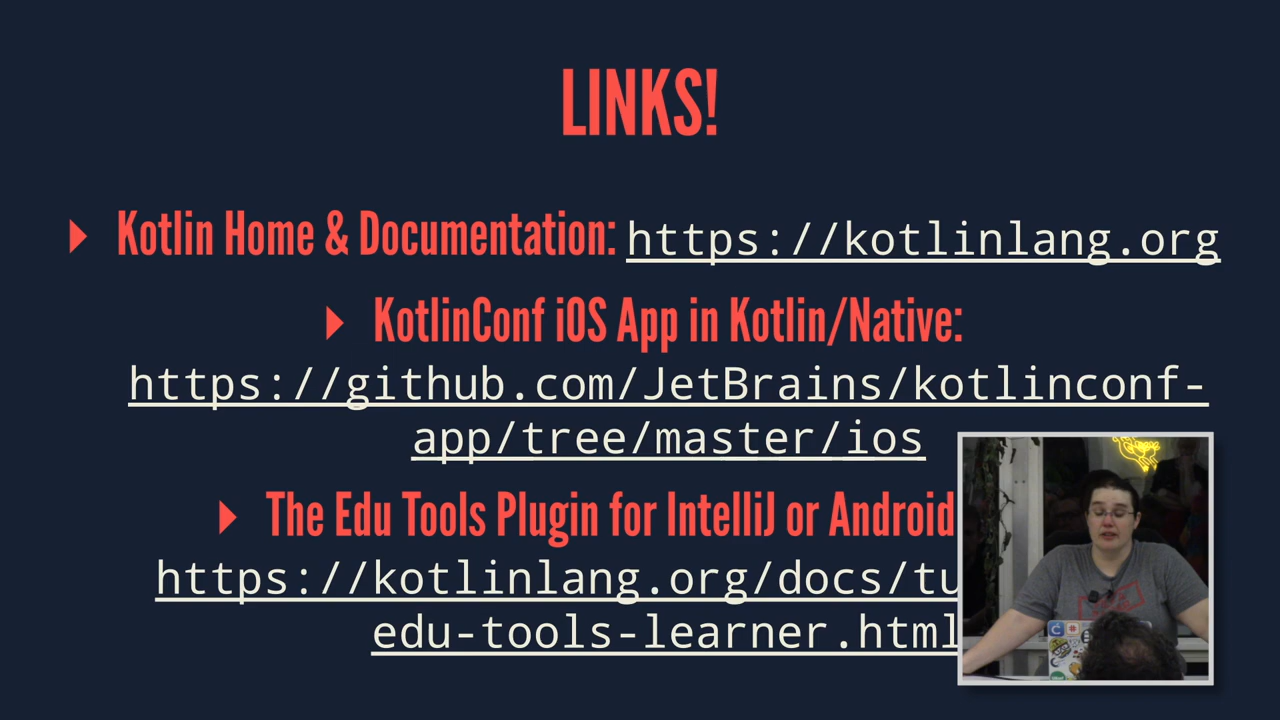 LINKS!
▸ Kotlin Home & Documentation: https://kotlinlang.org
▸ KotlinConf iOS App in Kotlin/Native:
https://github.com/JetBrains/kotlinconf-
app/tree/master/ios
▸ The Edu Tools Plugin for IntelliJ or Android
https://kotlinlang.org/docs/tu
edu-tools-learner.html